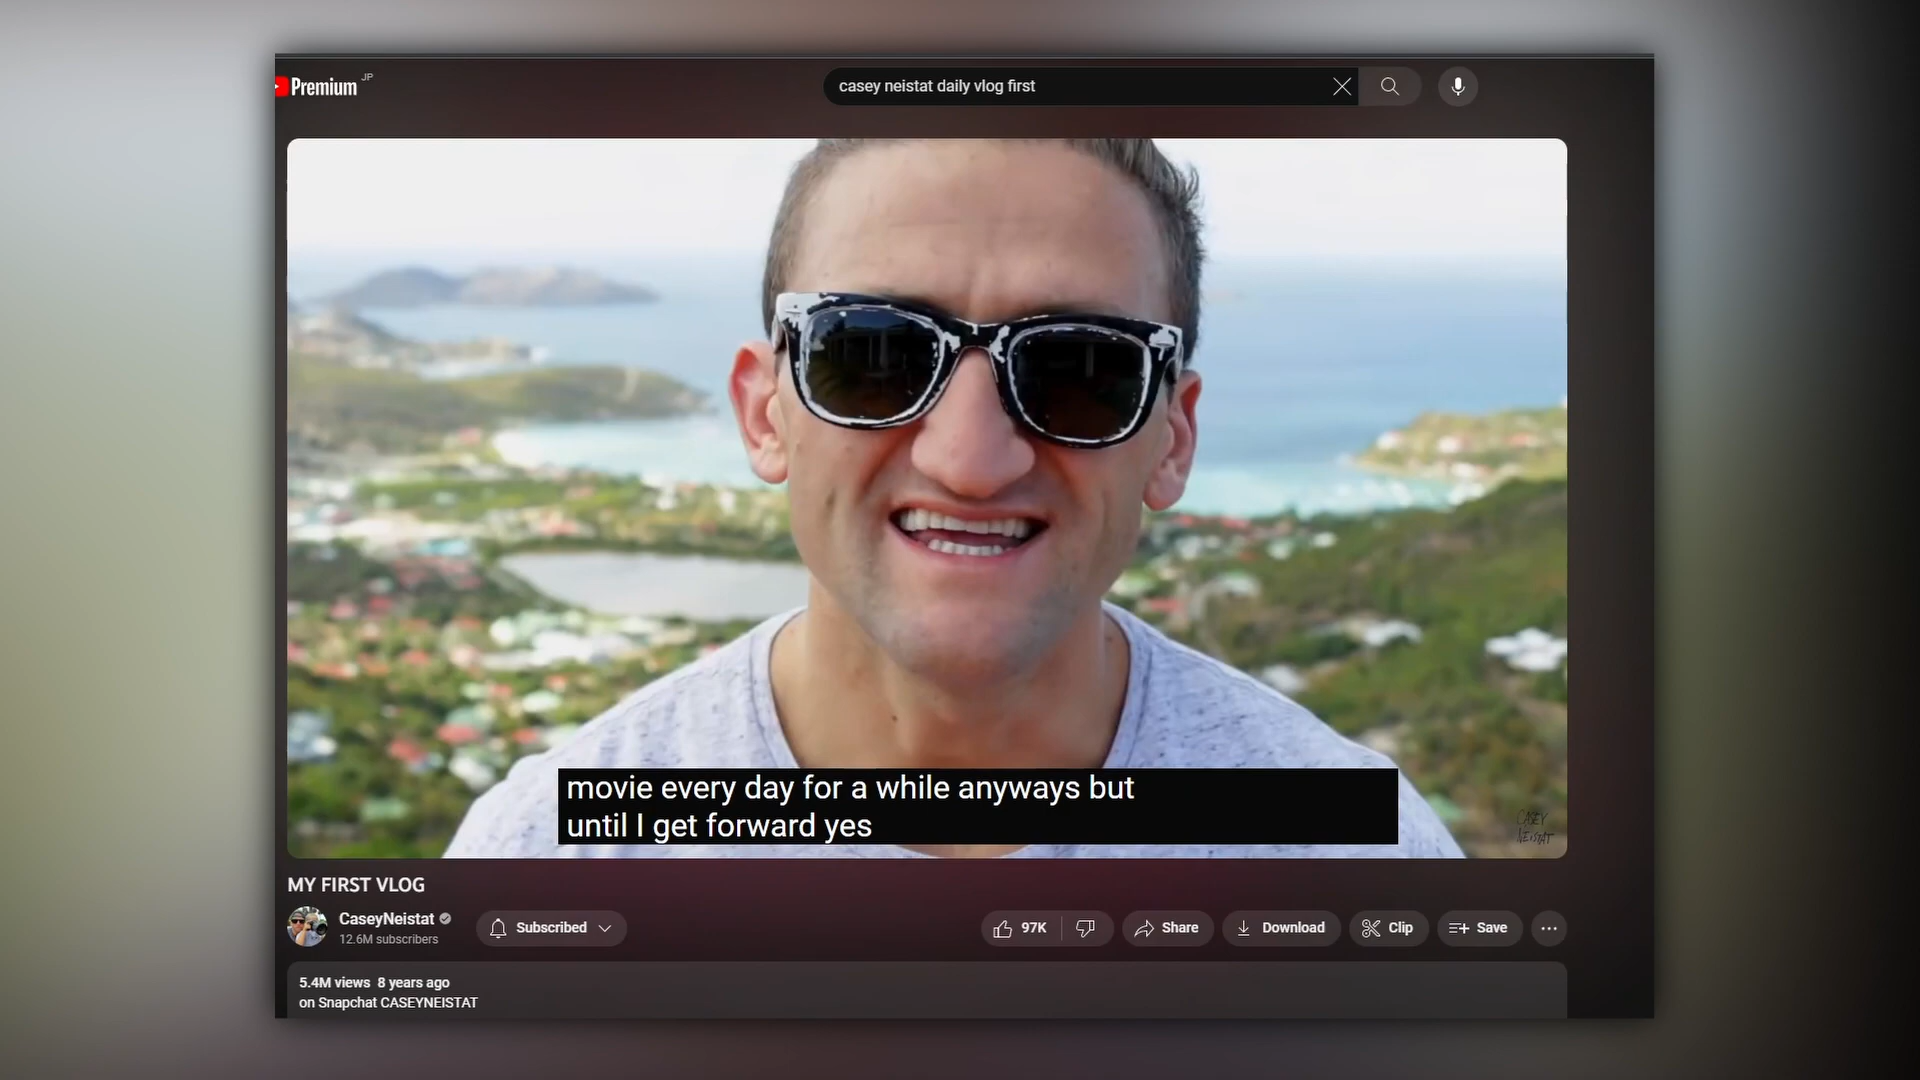 Premium JP
casey neistat daily vlog first
movie every day for a while anyways but
until I get forward yes
CASEY
NEISTAT
MY FIRST VLOG
CaseyNeistat
12.6M subscribers
Subscribed
97K
Share
Download
Clip
Save
5.4M views 8 years ago
on Snapchat CASEYNEISTAT